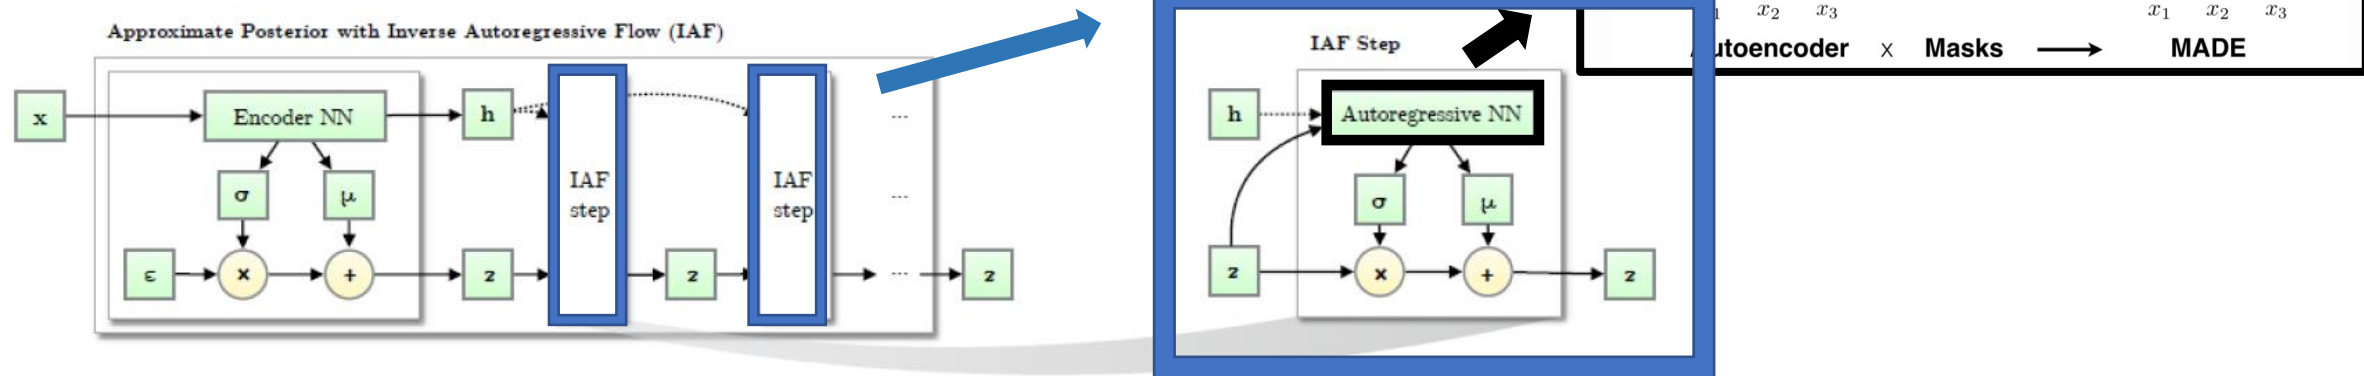 Approximate Posterior with Inverse Autoregressive Flow (IAF)
x
Encoder NN
h
σ
μ
ε
×
+
z
IAF
step
z
IAF
step
...
...
...
z
IAF Step
h
Autoregressive NN
σ
μ
z
×
+
z
x₂ x₃
utoencoder x Masks ⟶ MADE
x₁ x₂ x₃